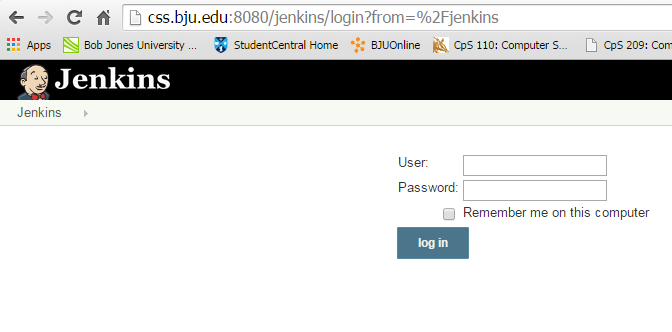 css.bju.edu:8080/jenkins/login?from=%2Fjenkins
Apps Bob Jones University ... StudentCentral Home BJUOnline CpS 110: Computer S... CpS 209: Com
Jenkins
Jenkins
User:
Password:
Remember me on this computer
log in